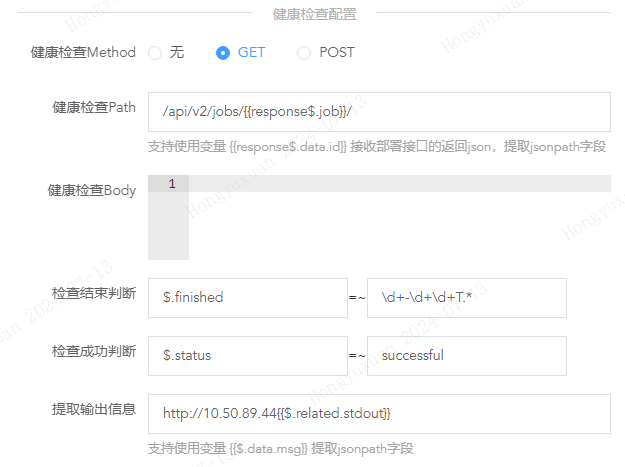 健康检查配置
健康检查Method 无 GET POST
健康检查Path /api/v2/jobs/{{response$.job}}/
支持使用变量 {{response$.data.id}} 接收部署接口的返回json，提取jsonpath字段
健康检查Body 1
检查结束判断 $.finished =~ \d+-\d+\d+T.*
检查成功判断 $.status =~ successful
提取输出信息 http://10.50.89.44{{$.related.stdout}}
支持使用变量 {{$.data.msg}} 提取jsonpath字段
Hongyuxuan 2024-07-13